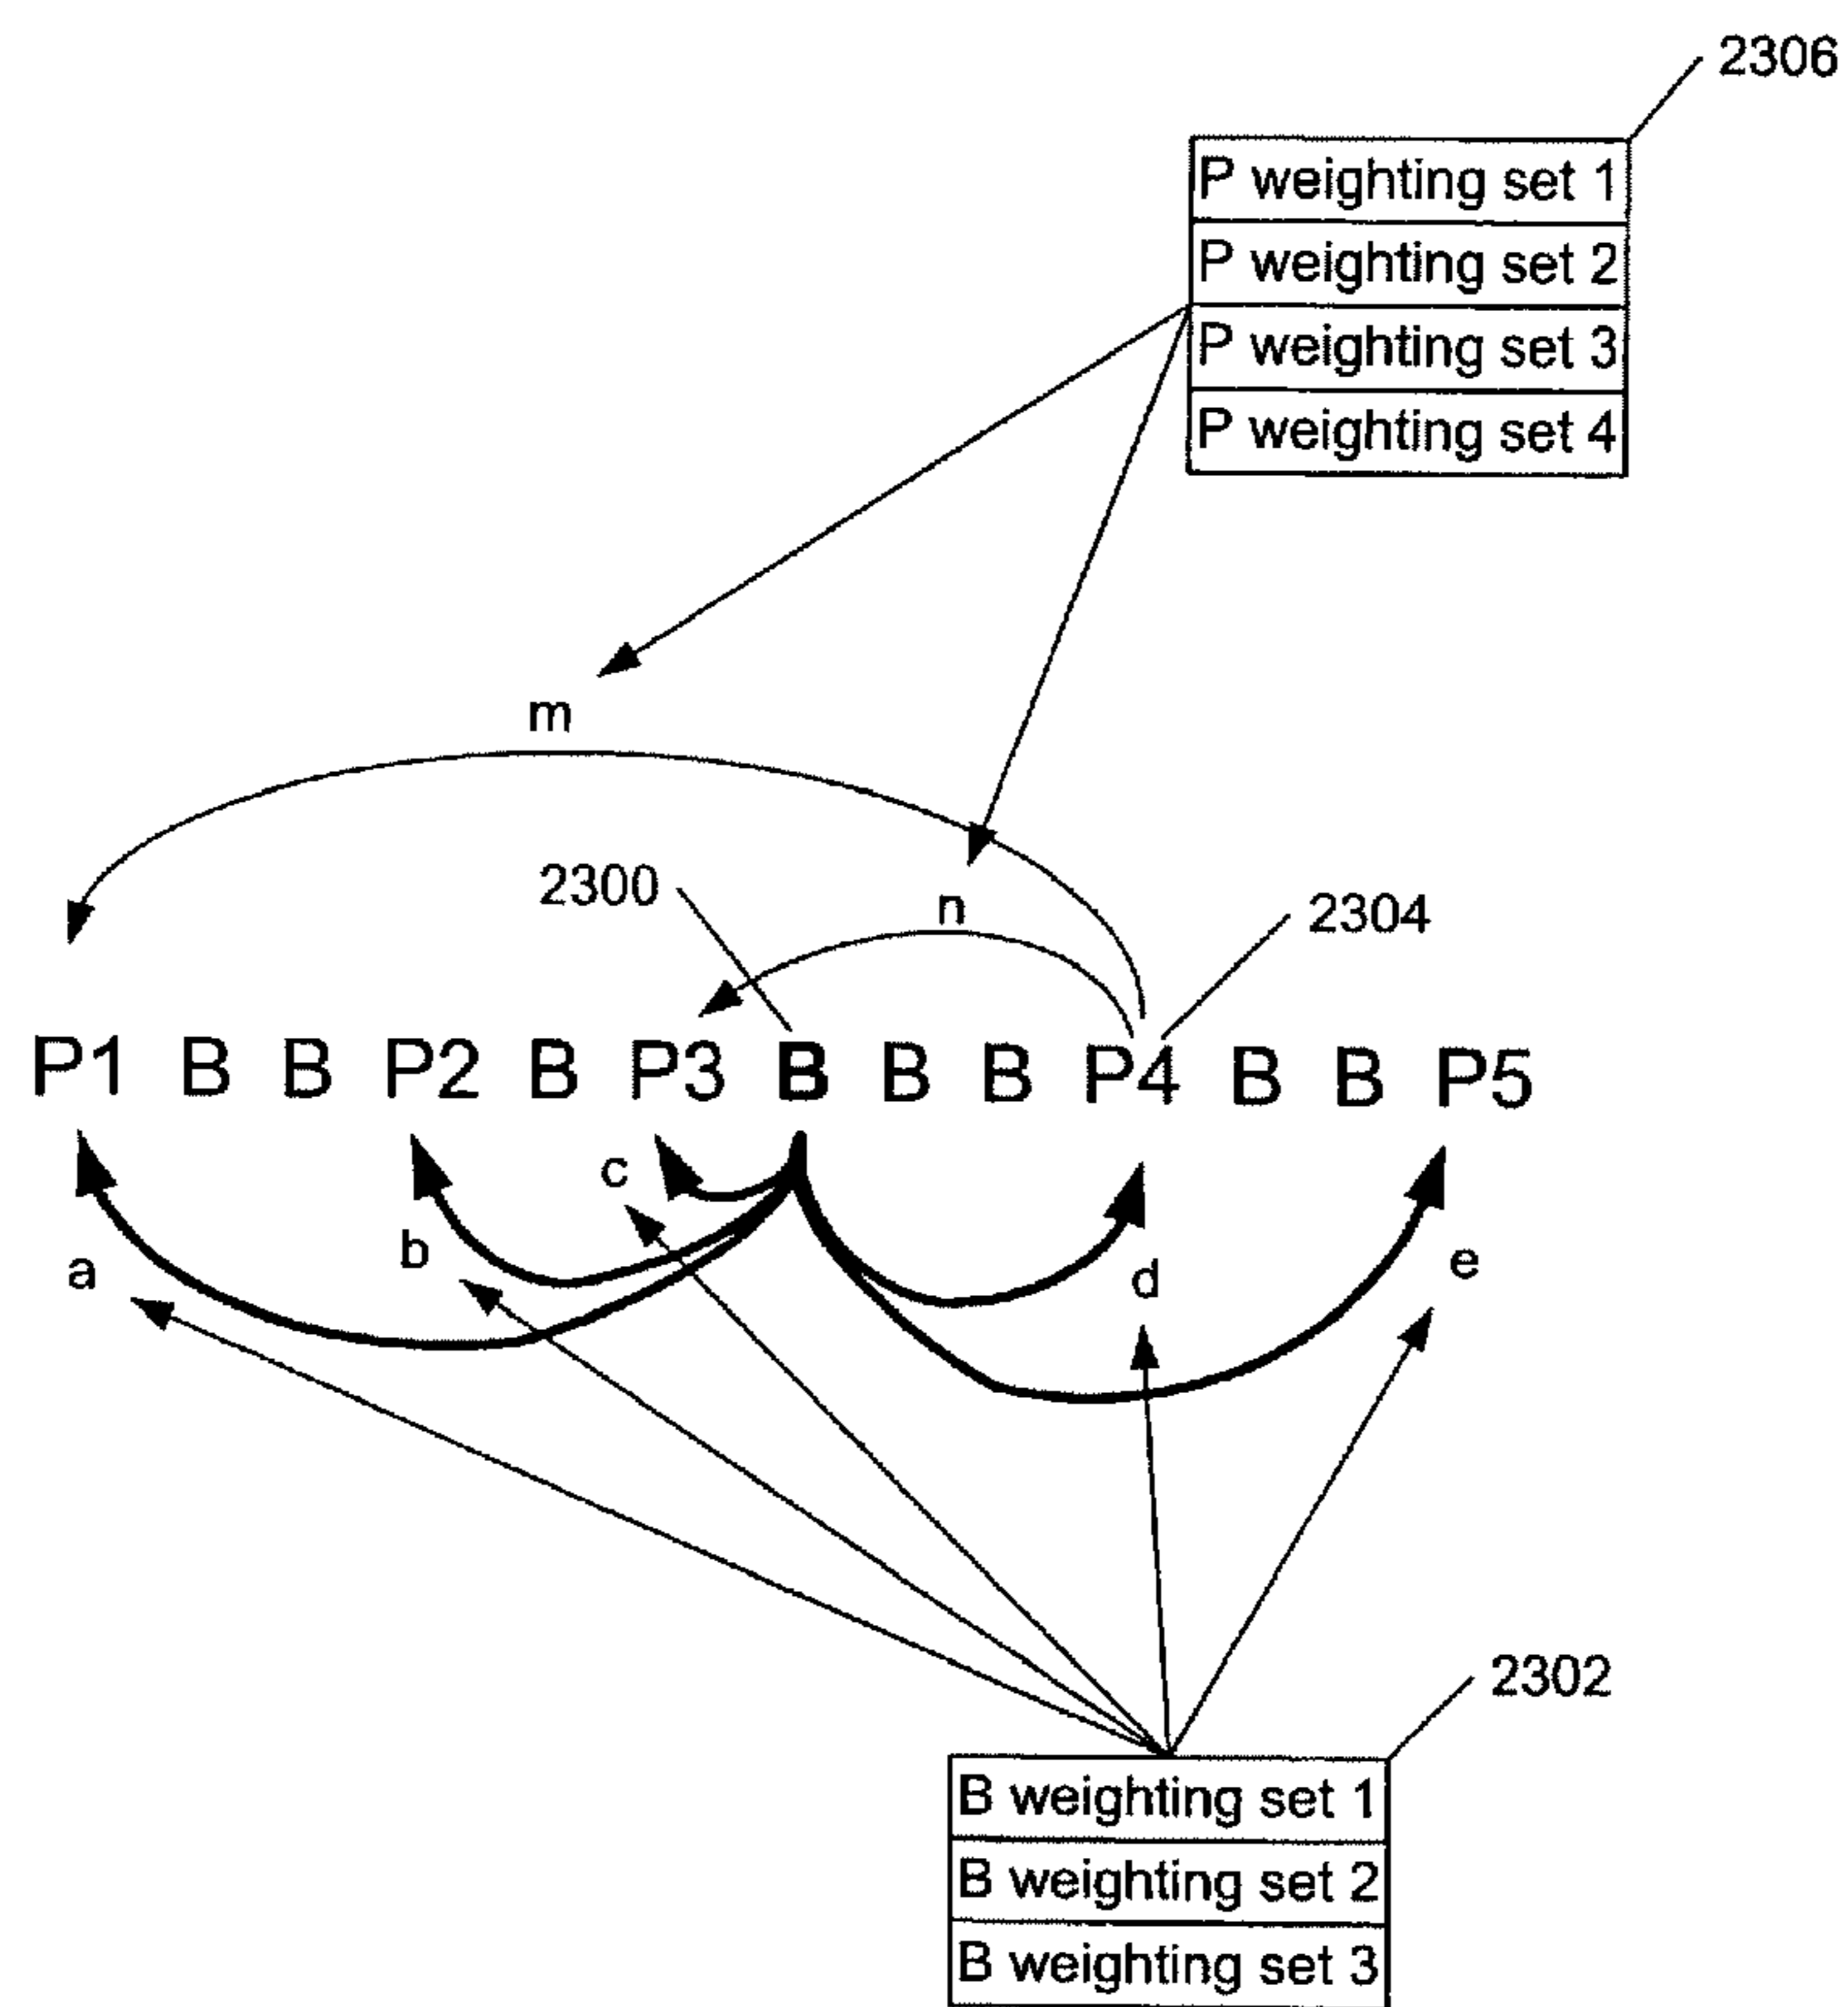 2306
P weighting set 1
P weighting set 2
P weighting set 3
P weighting set 4
m
2300
n
2304
P1 B B P2 B P3 B B B P4 B B P5
c
b
a
d
e
2302
B weighting set 1
B weighting set 2
B weighting set 3